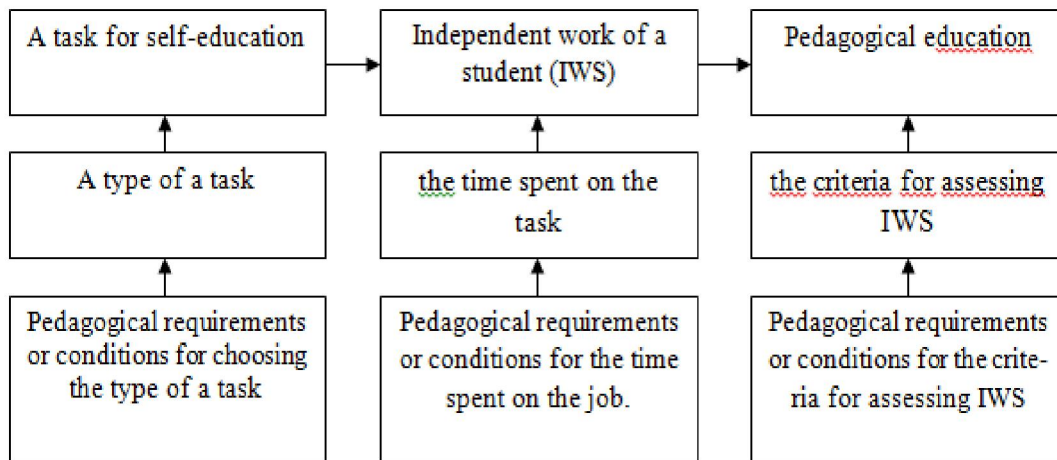 A task for self-education
Independent work of a
student (IWS)
Pedagogical education
A type of a task
the time spent on the
task
the criteria for assessing
IWS
Pedagogical requirements
or conditions for choosing
the type of a task
Pedagogical requirements
or conditions for the time
spent on the job.
Pedagogical requirements
or conditions for the crite-
ria for assessing IWS